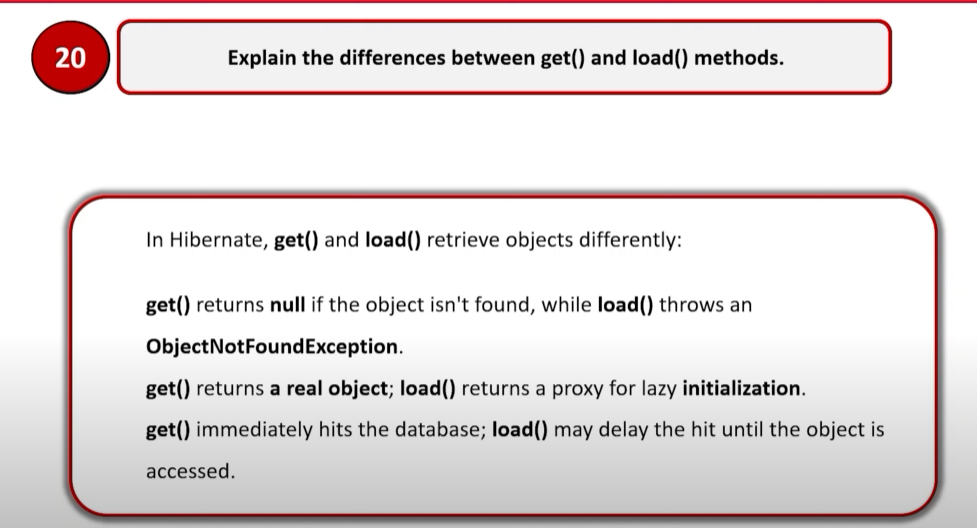 20
Explain the differences between get() and load() methods.
In Hibernate, get() and load() retrieve objects differently:
get() returns null if the object isn't found, while load() throws an
ObjectNotFoundException.
get() returns a real object; load() returns a proxy for lazy initialization.
get() immediately hits the database; load() may delay the hit until the object is
accessed.